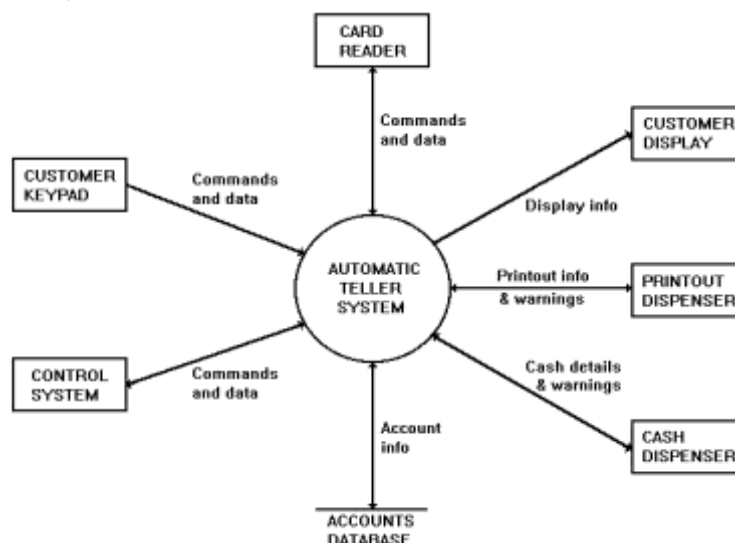 CARD
READER
Commands
and data
CUSTOMER
DISPLAY
CUSTOMER
KEYPAD
Commands
and data
Display info
AUTOMATIC
TELLER
SYSTEM
Printout info
& warnings
PRINTOUT
DISPENSER
CONTROL
SYSTEM
Commands
and data
Cash details
& warnings
Account
info
CASH
DISPENSER
ACCOUNTS
DATABASE